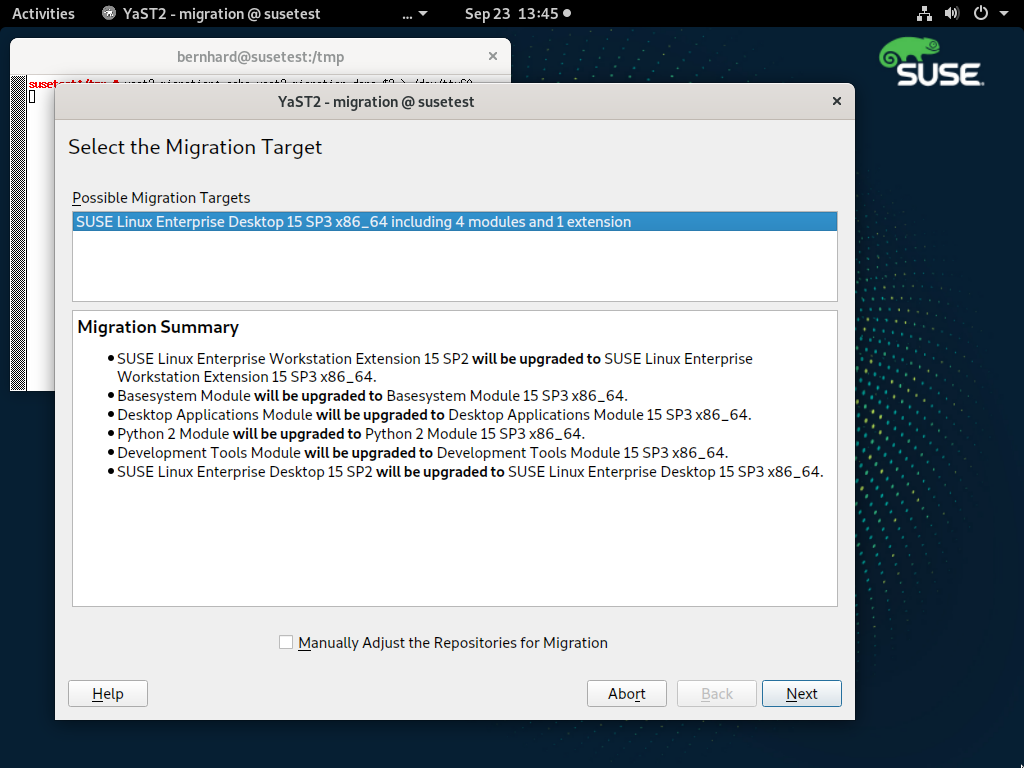 Activities YaST2 - migration @ susetest ... Sep 23 13:45
bernhard@susetest:/tmp
SUSE
YaST2 - migration @ susetest
Select the Migration Target
Possible Migration Targets
SUSE Linux Enterprise Desktop 15 SP3 x86_64 including 4 modules and 1 extension
Migration Summary
SUSE Linux Enterprise Workstation Extension 15 SP2 will be upgraded to SUSE Linux Enterprise
Workstation Extension 15 SP3 x86_64.
Basesystem Module will be upgraded to Basesystem Module 15 SP3 x86_64.
Desktop Applications Module will be upgraded to Desktop Applications Module 15 SP3 x86_64.
Python 2 Module will be upgraded to Python 2 Module 15 SP3 x86_64.
Development Tools Module will be upgraded to Development Tools Module 15 SP3 x86_64.
SUSE Linux Enterprise Desktop 15 SP2 will be upgraded to SUSE Linux Enterprise Desktop 15 SP3 x86_64.
Manually Adjust the Repositories for Migration
Help Abort Back Next